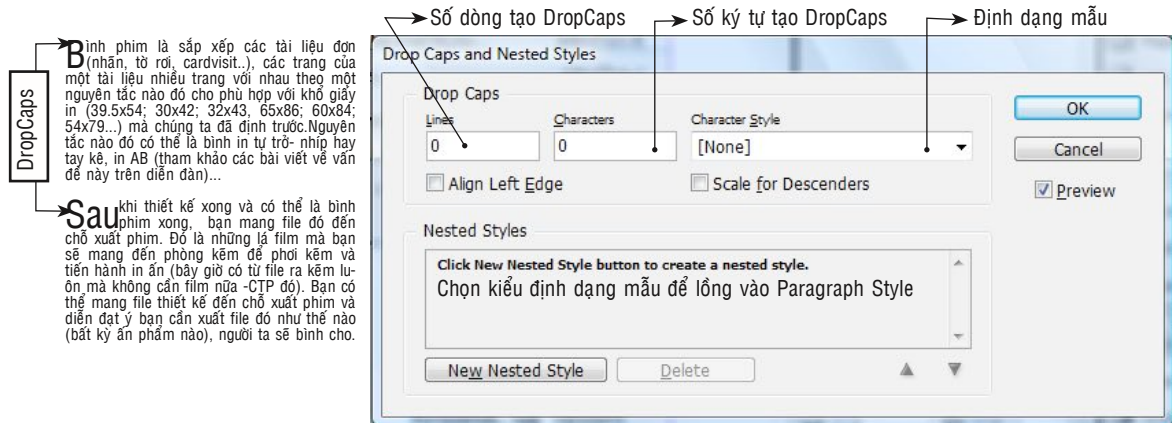 Số dòng tạo DropCaps
Số ký tự tạo DropCaps
Định dạng mẫu
DropCaps
Bình phim là sắp xếp các tài liệu đơn
(nhãn, tờ rơi, cardvisit..), các trang của
một tài liệu nhiều trang với nhau theo một
nguyên tắc nào đó cho phù hợp với khổ giấy
in (39.5x54; 30x42; 32x43, 65x86; 60x84;
54x79...) mà chúng ta đã định trước.Nguyên
tắc nào đó có thể là bình in tự trở- nhíp hay
tay kê, in AB (tham khảo các bài viết về vấn
đề này trên diễn đàn)...
Sau khi thiết kế xong và có thể là bình
phim xong, bạn mang file đó đến
chỗ xuất phim. Đó là những lá film mà bạn
sẽ mang đến phòng kẽm để phơi kẽm và
tiến hành in ấn (bây giờ có từ file ra kẽm lu-
ôn mà không cần film nữa -CTP đó). Bạn có
thể mang file thiết kế đến chỗ xuất phim và
diễn đạt ý bạn cần xuất file đó như thế nào
(bất kỳ ấn phẩm nào), người ta sẽ bình cho.
Drop Caps and Nested Styles
Drop Caps
Lines
Characters
Character Style
0
0
[None]
Align Left Edge
Scale for Descenders
OK
Cancel
Preview
Nested Styles
Click New Nested Style button to create a nested style.
Chọn kiểu định dạng mẫu để lồng vào Paragraph Style
New Nested Style
Delete